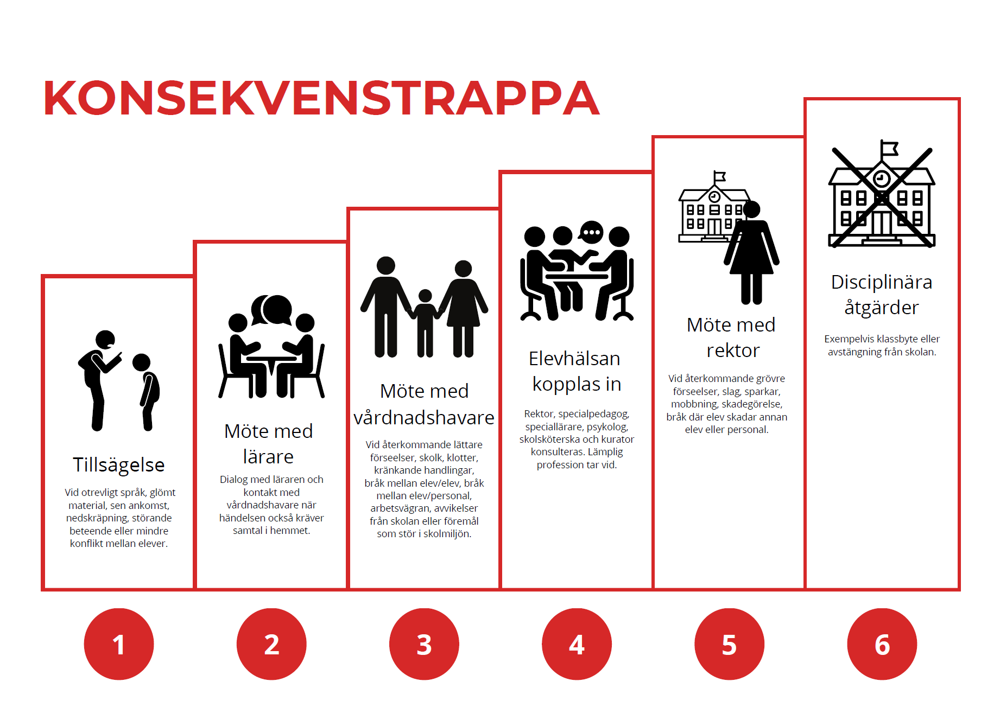 KONSEKVENSTRAPPA
Tillsägelse
Vid otrevligt språk, glömt
material, sen ankomst,
nedskräpning, störande
beteende eller mindre
konflikt mellan elever.
Möte med
lärare
Dialog med läraren och
kontakt med
vårdnadshavare när
händelsen också kräver
samtal i hemmet.
Möte med
vårdnadshavare
Vid återkommande lättare
förseelser, skolk, klotter,
kränkande handlingar,
bråk mellan elev/elev, bråk
mellan elev/personal,
arbetsvägran, avvikelser
från skolan eller föremål
som stör i skolmiljön.
Elevhälsan
kopplas in
Rektor, specialpedagog,
speciallärare, psykolog,
skolsköterska och kurator
konsulteras. Lämplig
profession tar vid.
Möte med
rektor
Vid återkommande grövre
förseelser, slag, sparkar,
mobbning, skadegörelse,
bråk där elev skadar annan
elev eller personal.
Disciplinära
åtgärder
Exempelvis klassbyte eller
avstängning från skolan.
1
2
3
4
5
6